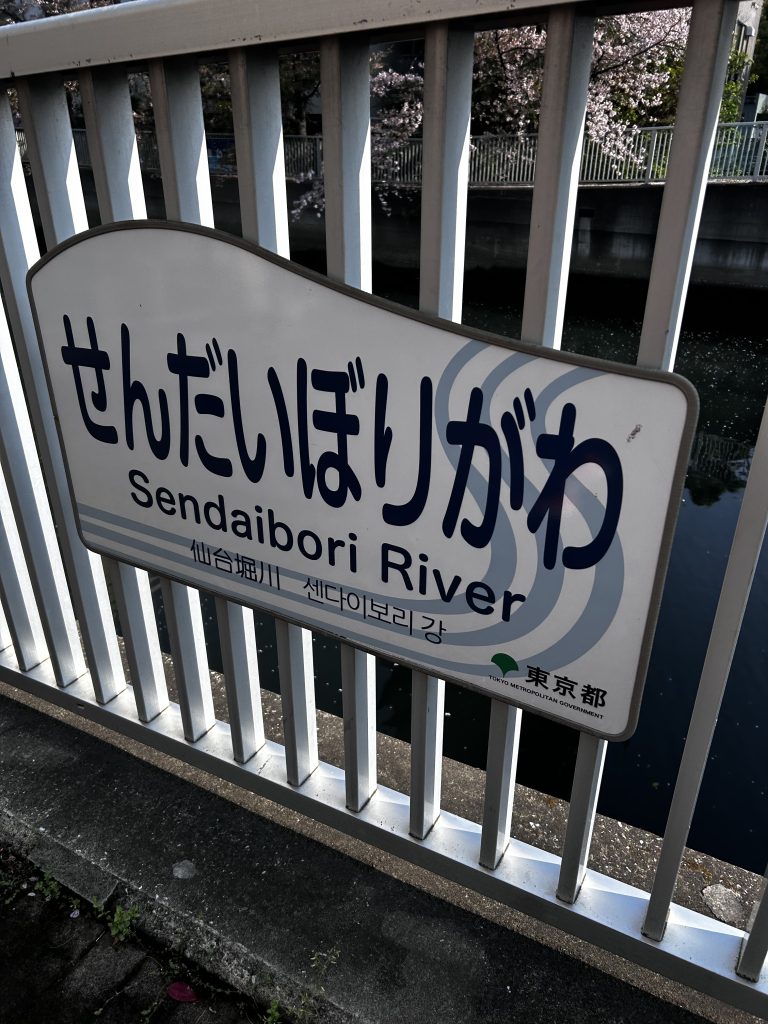 せんだいぼりがわ
Sendaibori River
仙台堀川 센다이보리 강
東京都
TOKYO METROPOLITAN GOVERNMENT